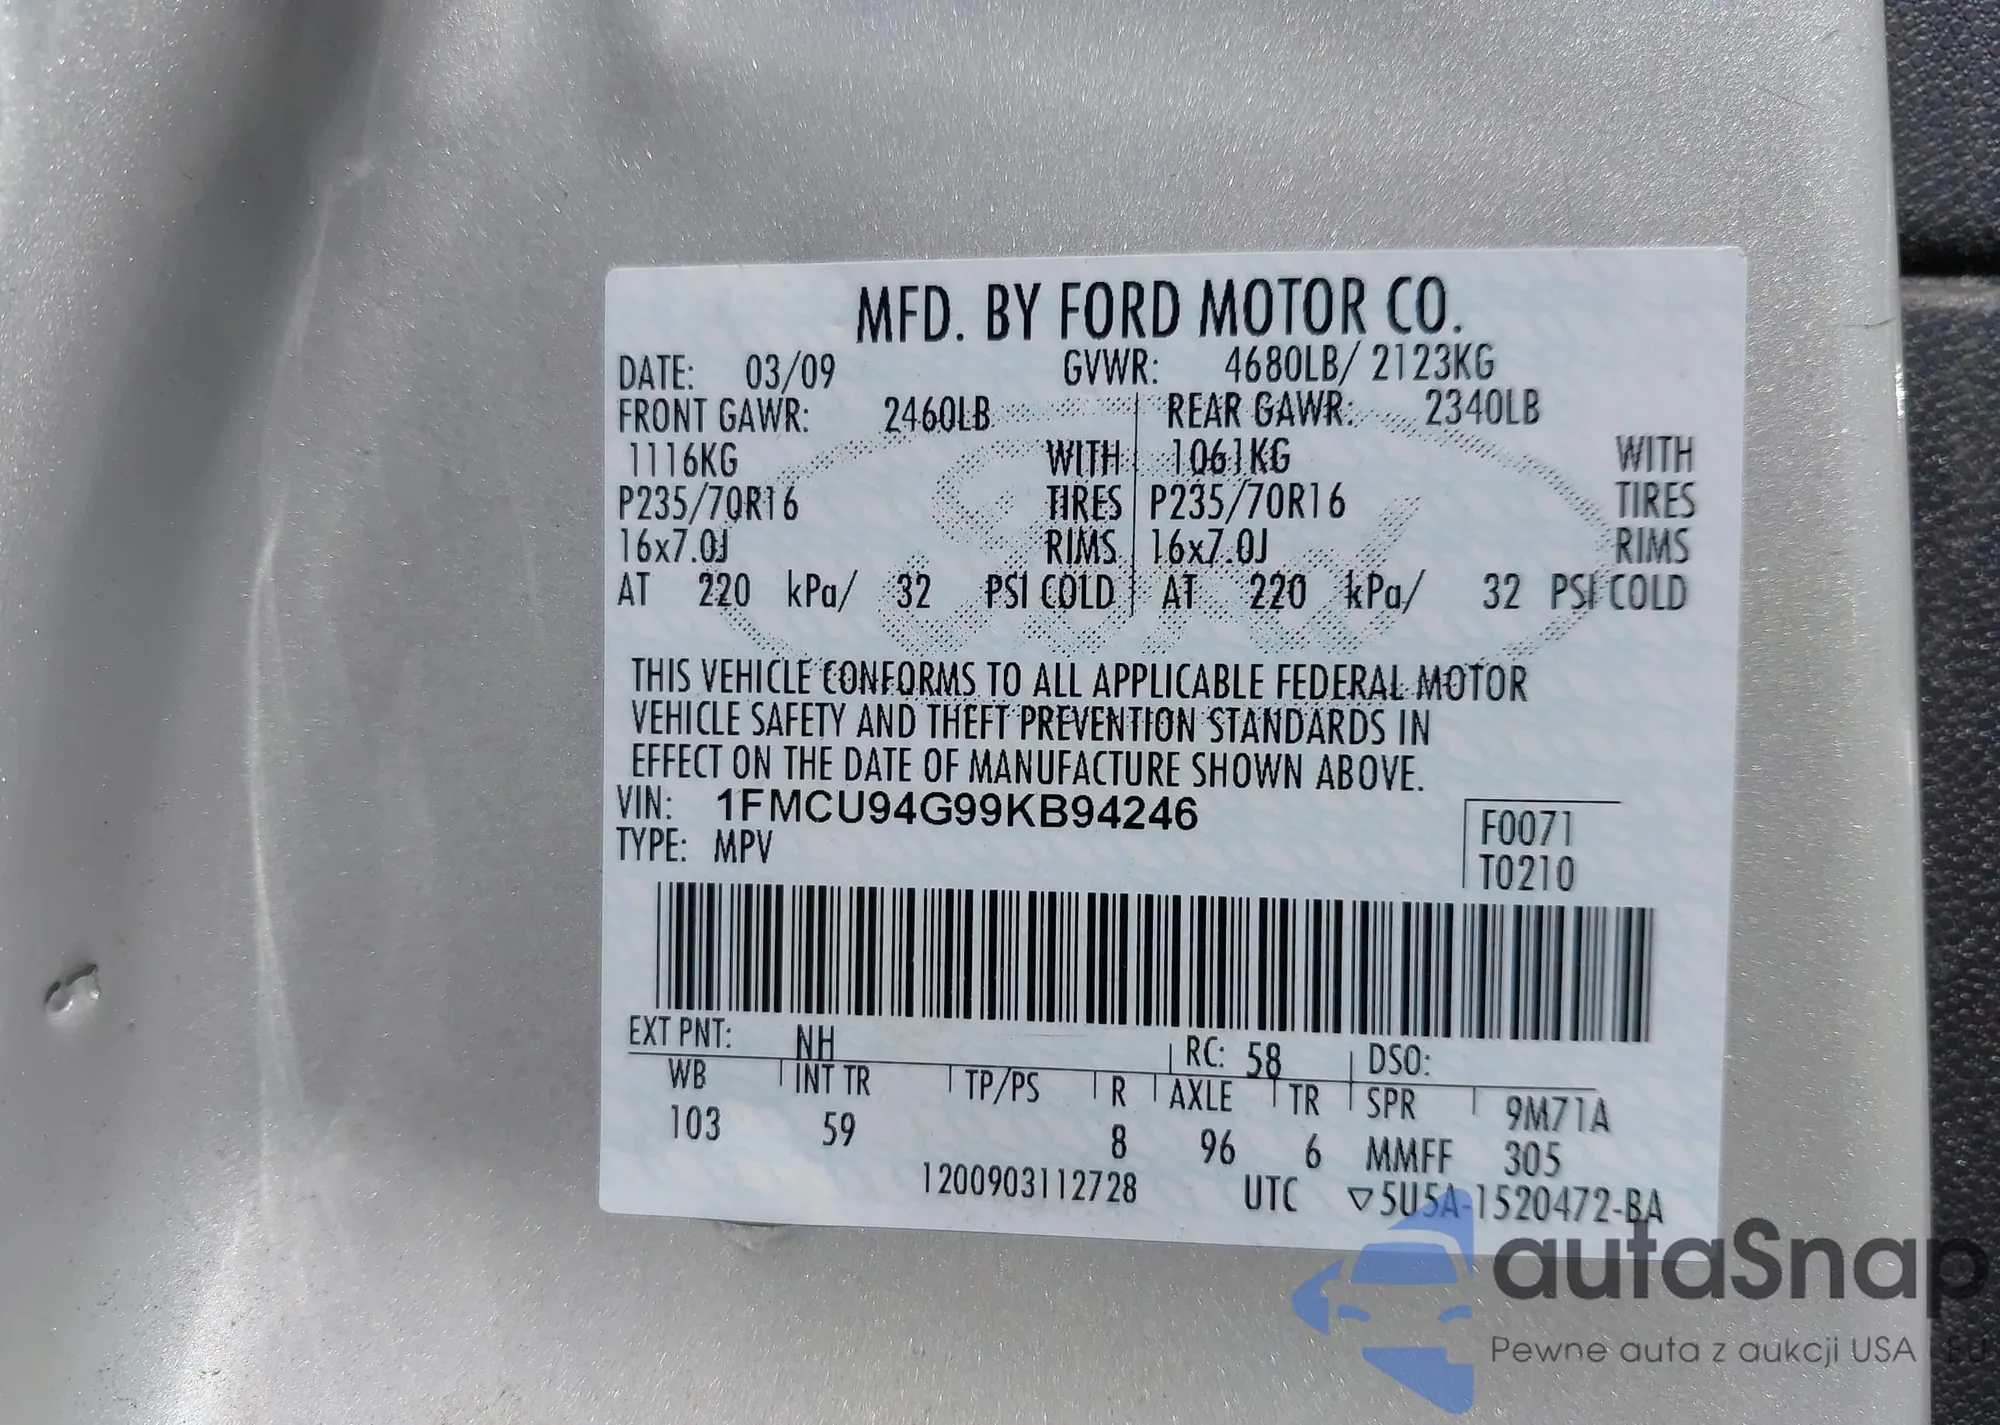 MFD. BY FORD MOTOR CO.
DATE: 03/09 GVWR: 4680LB/ 2123KG
FRONT GAWR: 2460LB REAR GAWR: 2340LB
1116KG WITH 1061KG WITH
P235/70R16 TIRES P235/70R16 TIRES
16x7.0J RIMS 16x7.0J RIMS
AT 220 kPa/ 32 PSI COLD AT 220 kPa/ 32 PSI COLD
THIS VEHICLE CONFORMS TO ALL APPLICABLE FEDERAL MOTOR
VEHICLE SAFETY AND THEFT PREVENTION STANDARDS IN
EFFECT ON THE DATE OF MANUFACTURE SHOWN ABOVE.
VIN: 1FMCU94G99KB94246
TYPE: MPV
F0071
T0210
EXT PNT: NH RC: 58 DSO:
WB INT TR TP/PS R AXLE TR SPR 9M71A
103 59 8 96 6 MMFF 305
1200903112728 UTC ▽5U5A-1520472-BA
autaSnap
Pewne auta z aukcji USA i EU